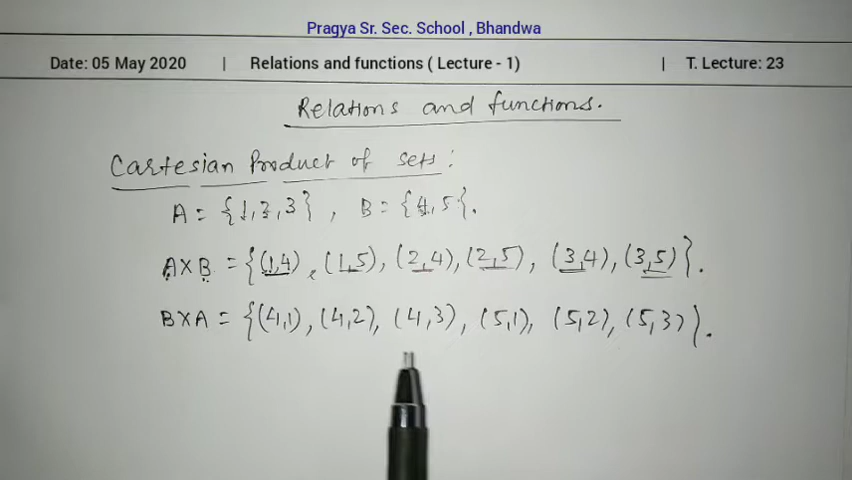 Pragya Sr. Sec. School , Bhandwa
Date: 05 May 2020 | Relations and functions ( Lecture - 1) | T. Lecture: 23
Relations and functions.
Cartesian Product of sets :
A = {1,2,3} , B = {4,5}.
A×B = {(1,4), (1,5), (2,4), (2,5), (3,4), (3,5)}.
B×A = {(4,1), (4,2), (4,3), (5,1), (5,2), (5,3)}.